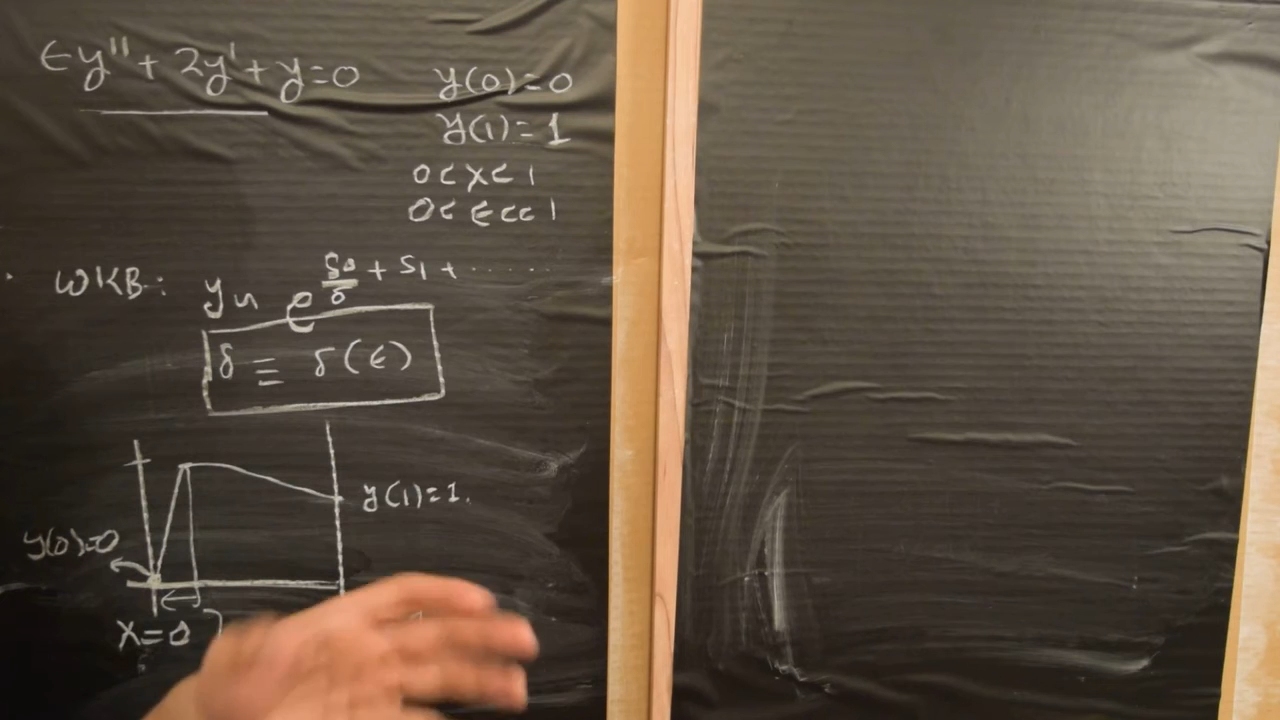 εy" + 2y' + y = 0
y(0) = 0
y(1) = 1
0 < x < 1
0 < ε << 1
WKB: y ~ e^{S0/δ + S1 + ......}
δ ≡ δ(ε)
y(1) = 1.
y(0) = 0
x = 0